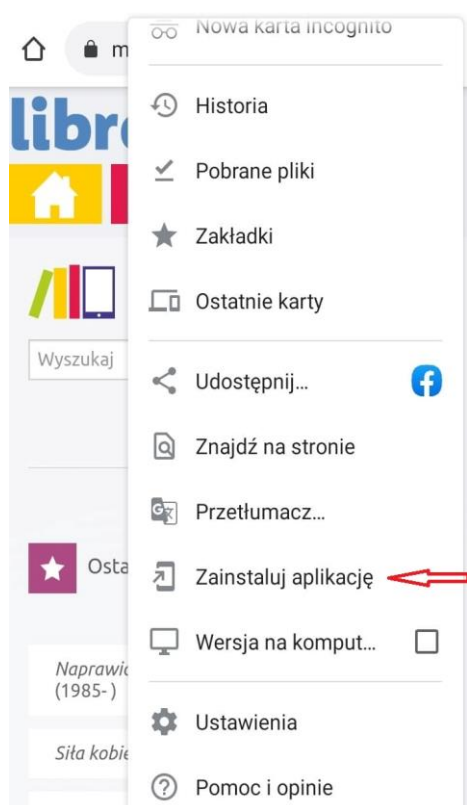 Nowa karta incognito
m
libr
Historia
Pobrane pliki
Zakładki
Ostatnie karty
Wyszukaj
Udostępnij...
Znajdź na stronie
Przetłumacz...
Osta
Zainstaluj aplikację
Wersja na komput...
Naprawic
(1985- )
Ustawienia
Siła kobie
Pomoc i opinie